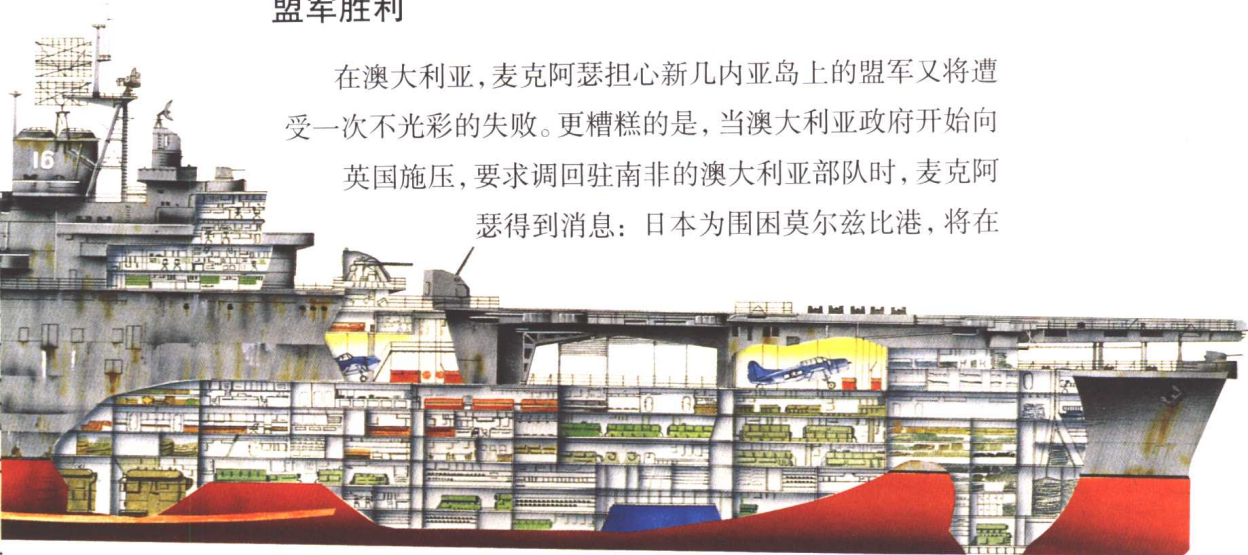 盟军胜利
在澳大利亚，麦克阿瑟担心新几内亚岛上的盟军又将遭
受一次不光彩的失败。更糟糕的是，当澳大利亚政府开始向
英国施压，要求调回驻南非的澳大利亚部队时，麦克阿
瑟得到消息：日本为围困莫尔兹比港，将在
16